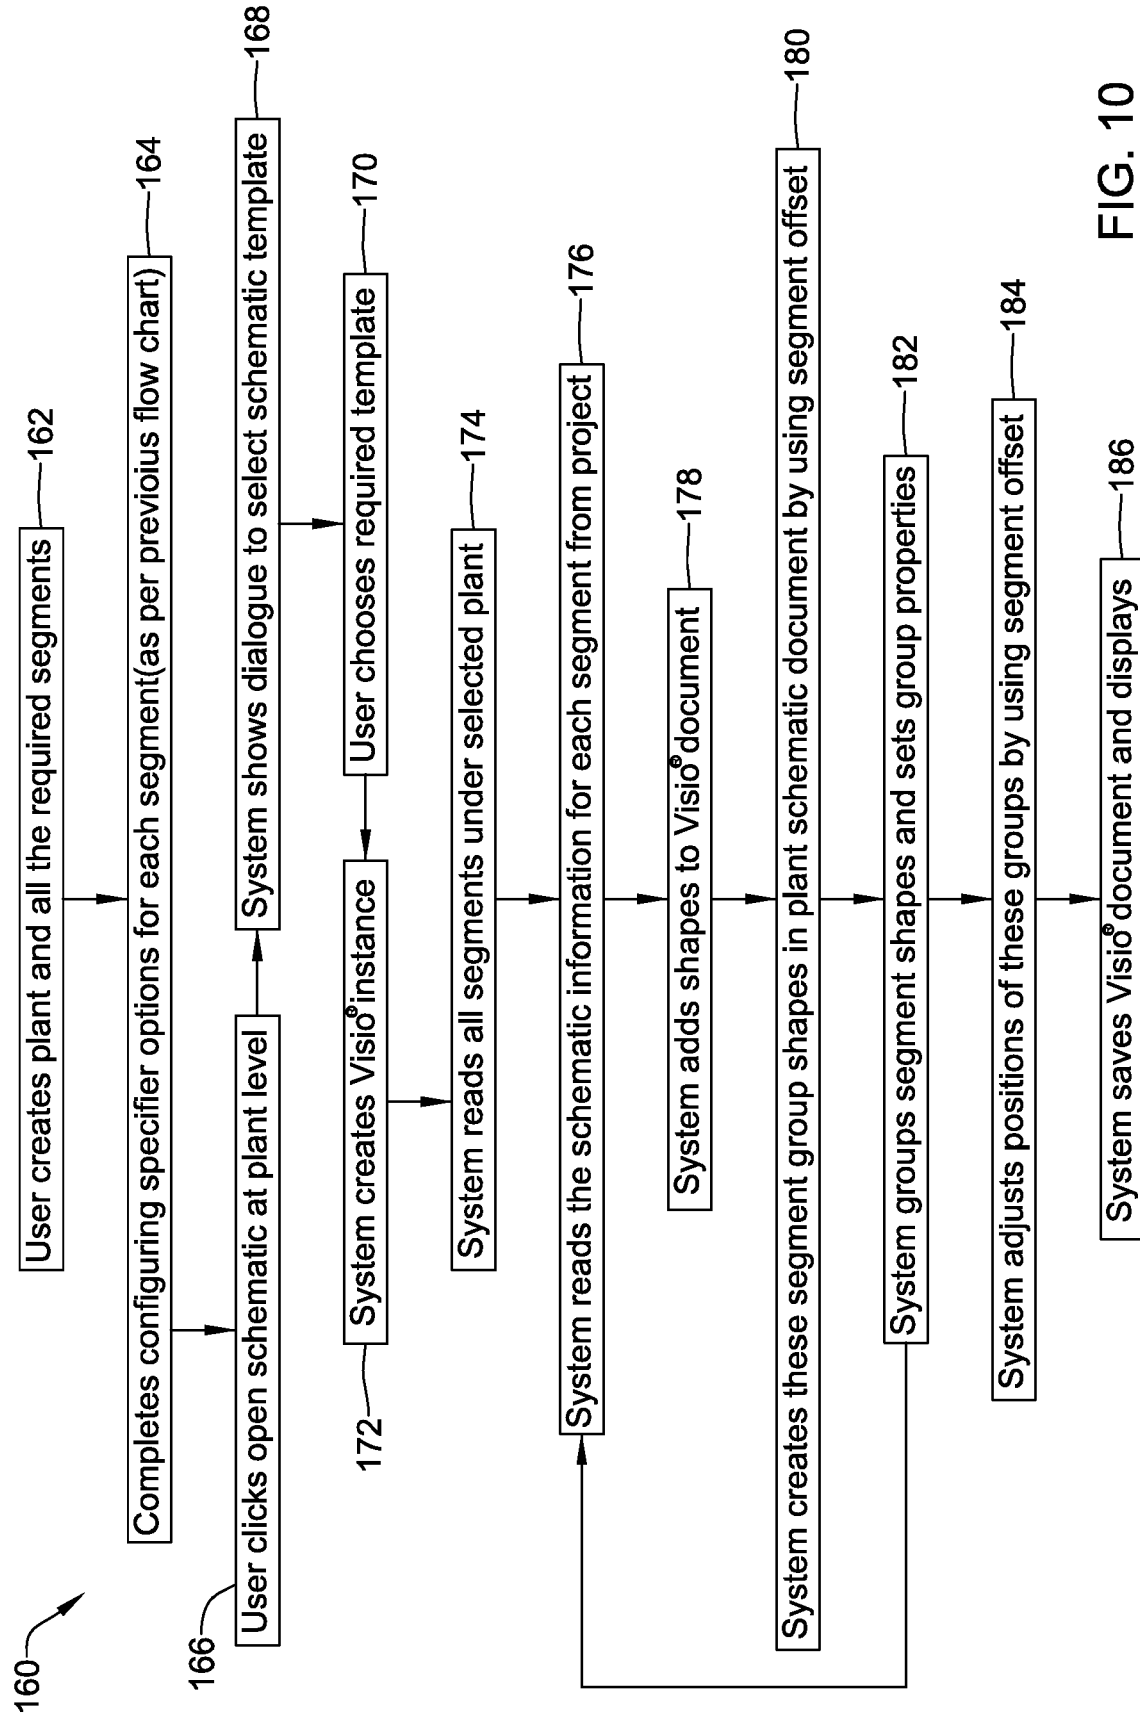 160
User creates plant and all the required segments
162
Completes configuring specifier options for each segment(as per previoius flow chart)
164
166
User clicks open schematic at plant level
System shows dialogue to select schematic template
168
User chooses required template
170
172
System creates Visio® instance
System reads all segments under selected plant
174
System reads the schematic information for each segment from project
176
System adds shapes to Visio® document
178
System creates these segment group shapes in plant schematic document by using segment offset
180
System groups segment shapes and sets group properties
182
System adjusts positions of these groups by using segment offset
184
System saves Visio® document and displays
186
FIG. 10